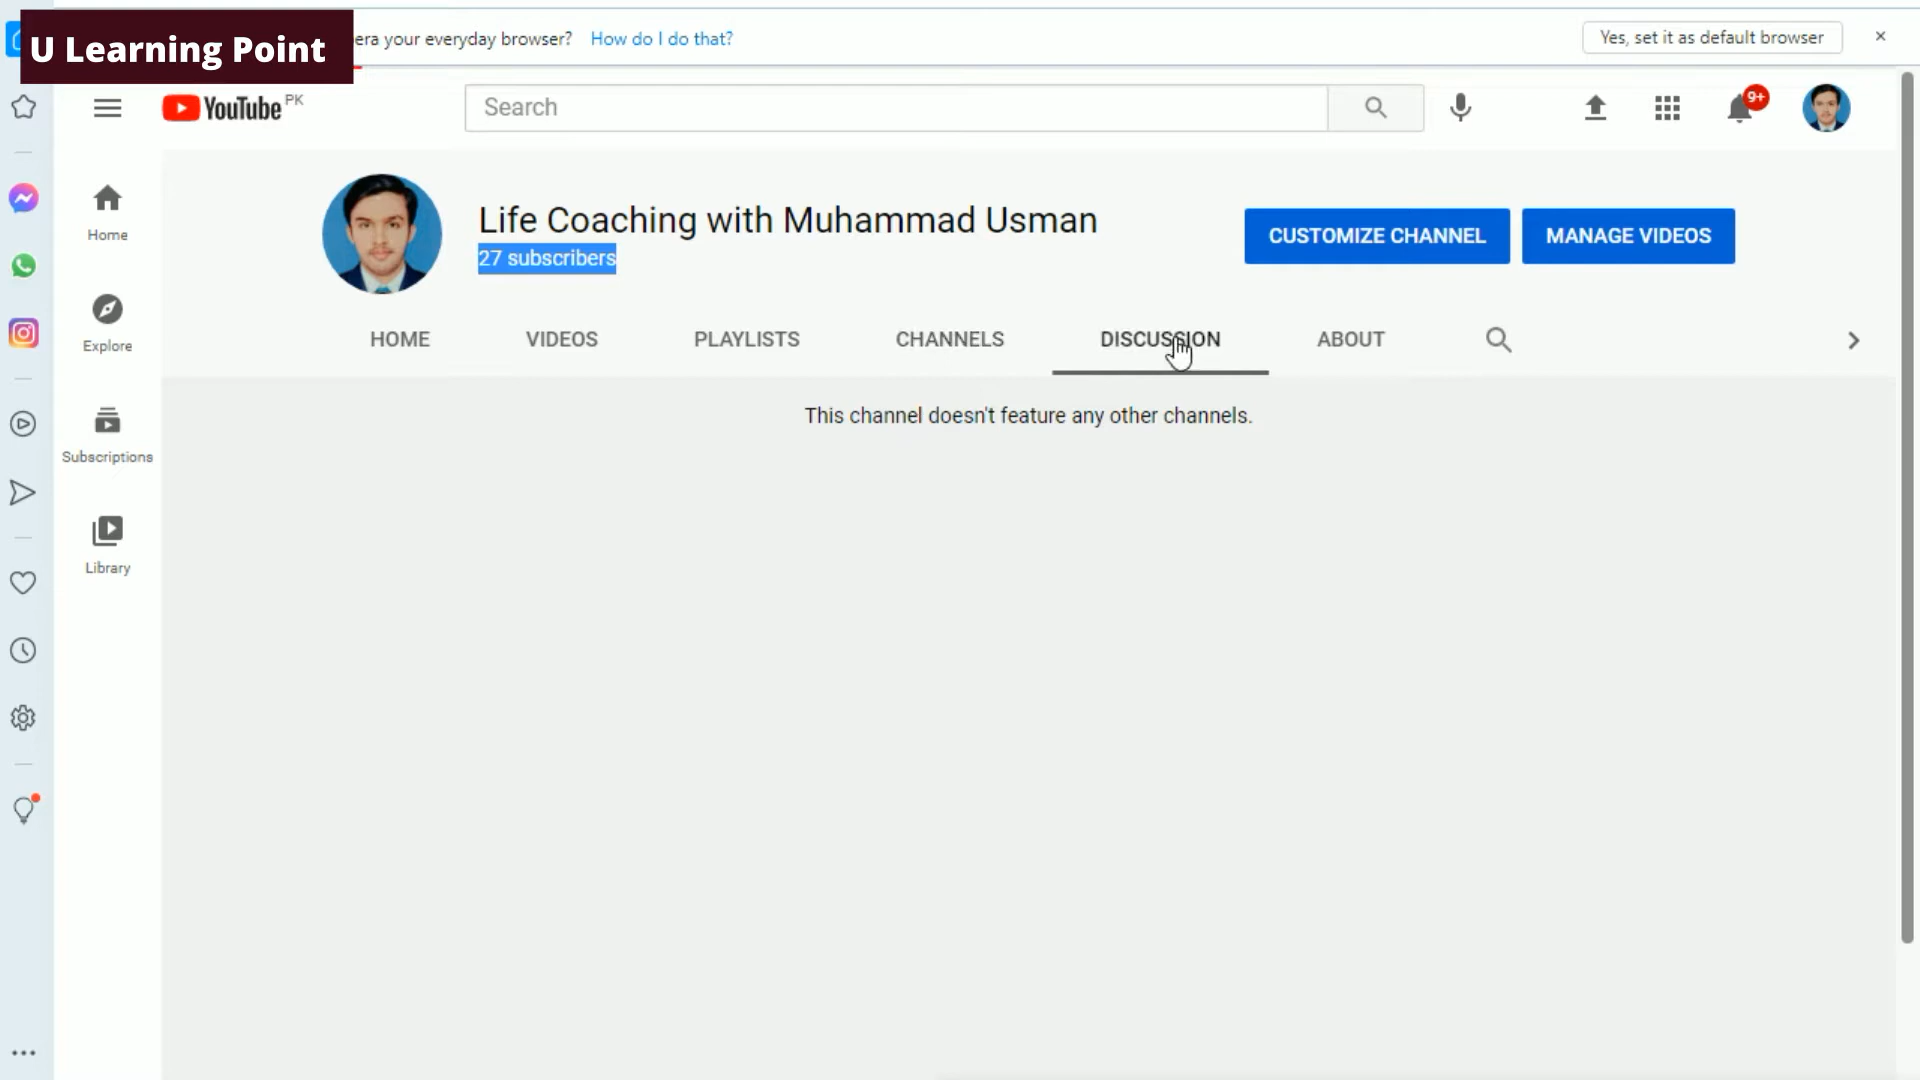 U Learning Point
era your everyday browser? How do I do that?
Yes, set it as default browser
YouTube PK
Search
9+
Home
Explore
Subscriptions
Library
Life Coaching with Muhammad Usman
27 subscribers
CUSTOMIZE CHANNEL
MANAGE VIDEOS
HOME
VIDEOS
PLAYLISTS
CHANNELS
DISCUSSION
ABOUT
This channel doesn't feature any other channels.